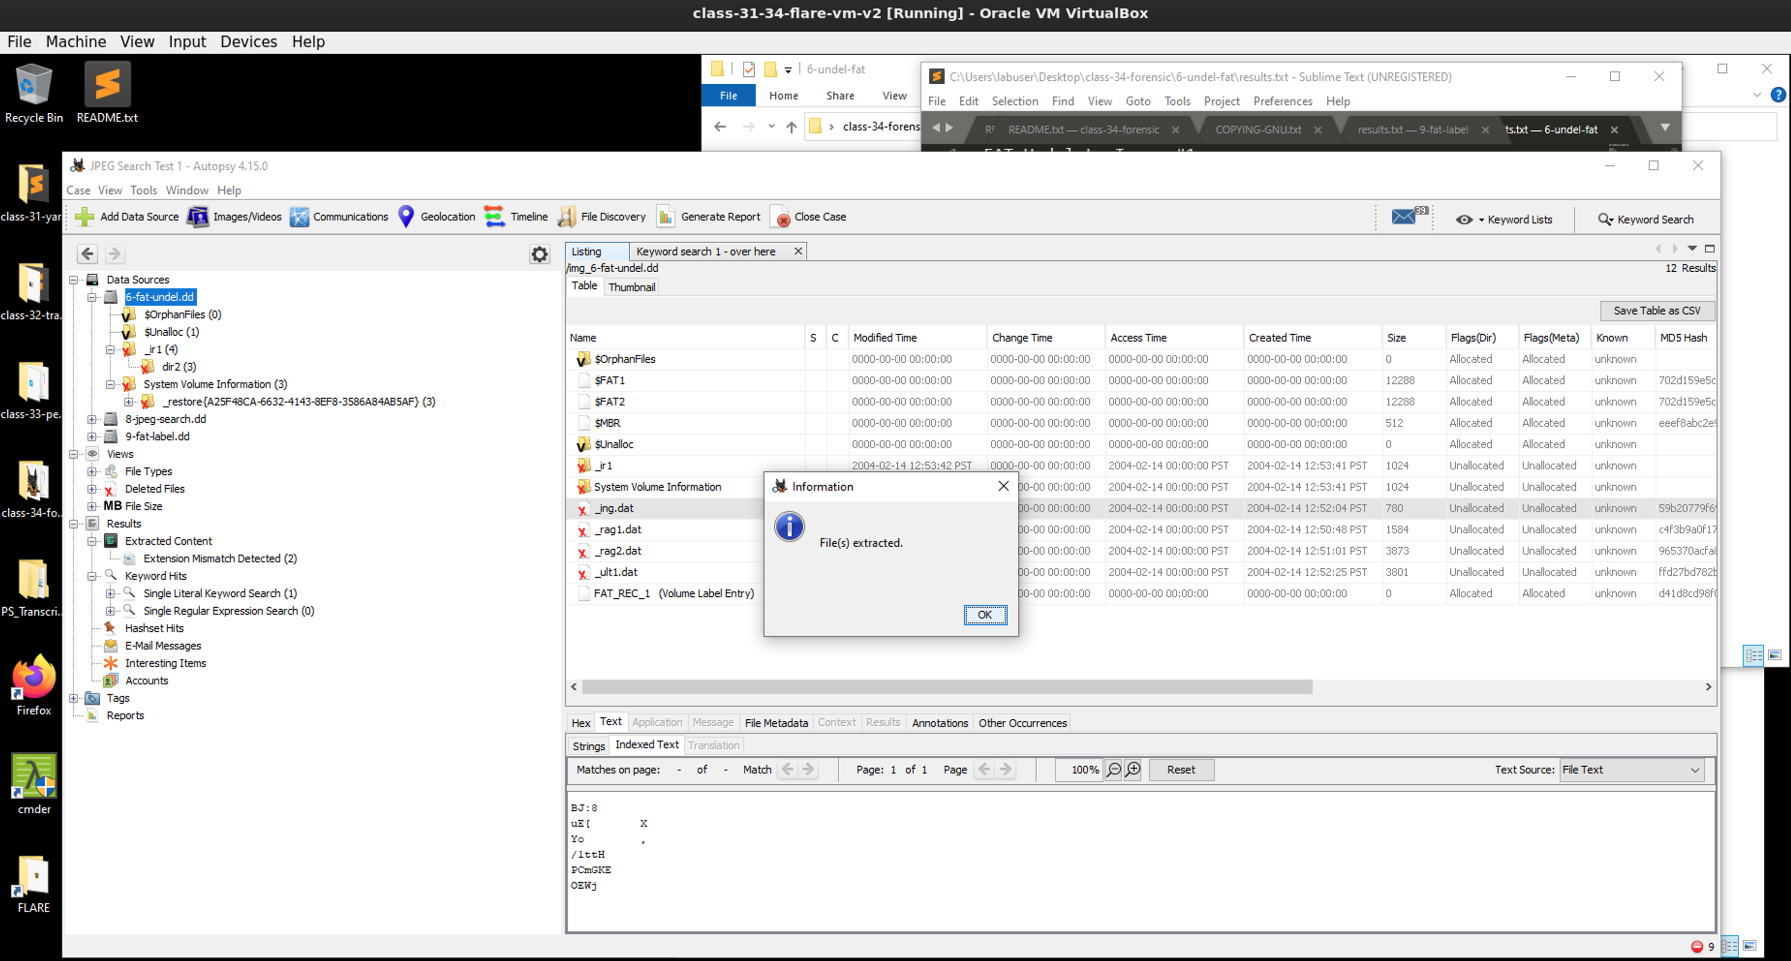 class-31-34-flare-vm-v2 [Running] - Oracle VM VirtualBox
File Machine View Input Devices Help
Recycle Bin
README.txt
class-31-yar
class-32-tra...
class-33-pe...
class-34-fo...
PS_Transcri...
Firefox
cmder
FLARE
6-undel-fat
File Home Share View
class-34-forens
C:\Users\labuser\Desktop\class-34-forensic\6-undel-fat\results.txt - Sublime Text (UNREGISTERED)
File Edit Selection Find View Goto Tools Project Preferences Help
README.txt — class-34-forensic
COPYING-GNU.txt
results.txt — 9-fat-label
ts.txt — 6-undel-fat
JPEG Search Test 1 - Autopsy 4.15.0
Case View Tools Window Help
Add Data Source Images/Videos Communications Geolocation Timeline File Discovery Generate Report Close Case
39 Keyword Lists Keyword Search
Data Sources
6-fat-undel.dd
$OrphanFiles (0)
$Unalloc (1)
_ir1 (4)
dir2 (3)
System Volume Information (3)
_restore{A25F48CA-6632-4143-8EF8-3586A84AB5AF} (3)
8-jpeg-search.dd
9-fat-label.dd
Views
File Types
Deleted Files
MB File Size
Results
Extracted Content
Extension Mismatch Detected (2)
Keyword Hits
Single Literal Keyword Search (1)
Single Regular Expression Search (0)
Hashset Hits
E-Mail Messages
Interesting Items
Accounts
Tags
Reports
Listing Keyword search 1 - over here
/img_6-fat-undel.dd 12 Results
Table Thumbnail
Save Table as CSV
Name S C Modified Time Change Time Access Time Created Time Size Flags(Dir) Flags(Meta) Known MD5 Hash
$OrphanFiles 0000-00-00 00:00:00 0000-00-00 00:00:00 0000-00-00 00:00:00 0000-00-00 00:00:00 0 Allocated Allocated unknown
$FAT1 0000-00-00 00:00:00 0000-00-00 00:00:00 0000-00-00 00:00:00 0000-00-00 00:00:00 12288 Allocated Allocated unknown 702d159e5c
$FAT2 0000-00-00 00:00:00 0000-00-00 00:00:00 0000-00-00 00:00:00 0000-00-00 00:00:00 12288 Allocated Allocated unknown 702d159e5c
$MBR 0000-00-00 00:00:00 0000-00-00 00:00:00 0000-00-00 00:00:00 0000-00-00 00:00:00 512 Allocated Allocated unknown eeef8abc2e9
$Unalloc 0000-00-00 00:00:00 0000-00-00 00:00:00 0000-00-00 00:00:00 0000-00-00 00:00:00 0 Allocated Allocated unknown
_ir1 2004-02-14 12:53:42 PST 0000-00-00 00:00:00 2004-02-14 00:00:00 PST 2004-02-14 12:53:41 PST 1024 Unallocated Unallocated unknown
System Volume Information 00-00 00:00:00 2004-02-14 00:00:00 PST 2004-02-14 12:53:41 PST 1024 Unallocated Unallocated unknown
_ing.dat 00-00 00:00:00 2004-02-14 00:00:00 PST 2004-02-14 12:52:04 PST 780 Unallocated Unallocated unknown 59b20779f69
_rag1.dat 00-00 00:00:00 2004-02-14 00:00:00 PST 2004-02-14 12:50:48 PST 1584 Unallocated Unallocated unknown c4f3b9a0f17
_rag2.dat 00-00 00:00:00 2004-02-14 00:00:00 PST 2004-02-14 12:51:01 PST 3873 Unallocated Unallocated unknown 965370acfa8
_ult1.dat 00-00 00:00:00 2004-02-14 00:00:00 PST 2004-02-14 12:52:25 PST 3801 Unallocated Unallocated unknown ffd27bd782b
FAT_REC_1 (Volume Label Entry) 00-00 00:00:00 0000-00-00 00:00:00 0000-00-00 00:00:00 0 Allocated Allocated unknown d41d8cd98f0
Information
File(s) extracted.
OK
Hex Text Application Message File Metadata Context Results Annotations Other Occurrences
Strings Indexed Text Translation
Matches on page: - of - Match Page: 1 of 1 Page 100% Reset Text Source: File Text
BJ:8
uE[ X
Yo ,
/lttH
PCmGKE
OEWj
9